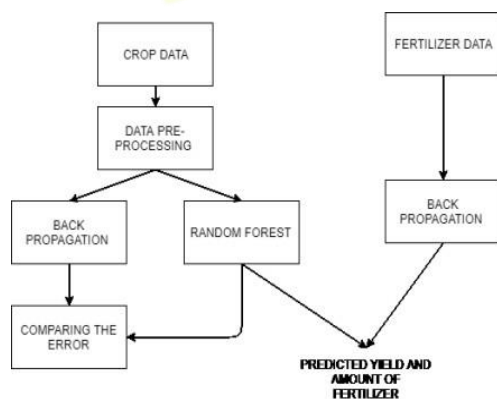 CROP DATA
FERTILIZER DATA
DATA PRE-
PROCESSING
BACK
PROPAGATION
RANDOM FOREST
BACK
PROPAGATION
COMPARING THE
ERROR
PREDICTED YIELD AND
AMOUNT OF
FERTILIZER